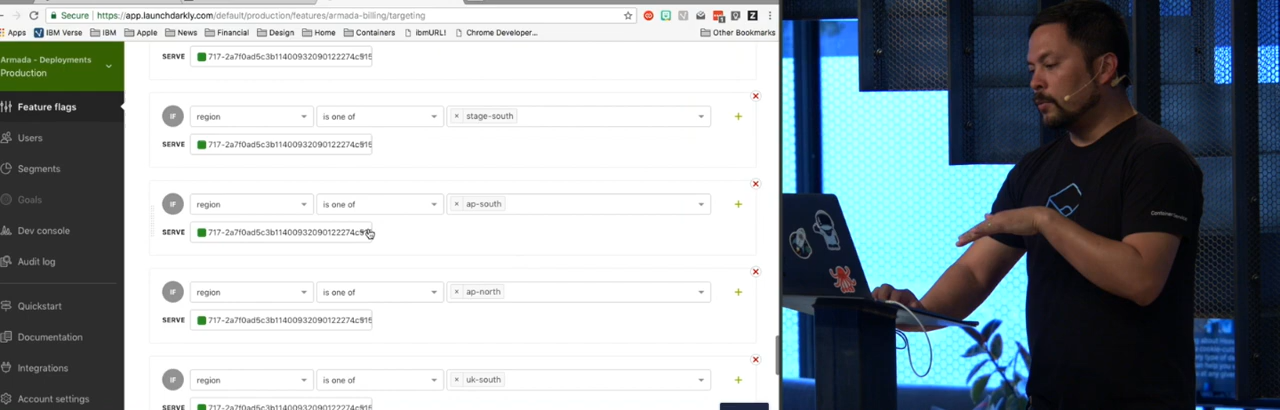 Secure https://app.launchdarkly.com/default/production/features/armada-billing/targeting
Apps IBM Verse IBM Apple News Financial Design Home Containers ibmURL! Chrome Developer... Other Bookmarks
Armada - Deployments
Production
Feature flags
Users
Segments
Goals
Dev console
Audit log
Quickstart
Documentation
Integrations
Account settings
SERVE 717-2a7f0ad5c3b11400932090122274c915
IF region is one of × stage-south
SERVE 717-2a7f0ad5c3b11400932090122274c915
IF region is one of × ap-south
SERVE 717-2a7f0ad5c3b11400932090122274c9
IF region is one of × ap-north
SERVE 717-2a7f0ad5c3b11400932090122274c915
IF region is one of × uk-south
SERVE 717-2a7f0ad5c3b11400932090122274c915